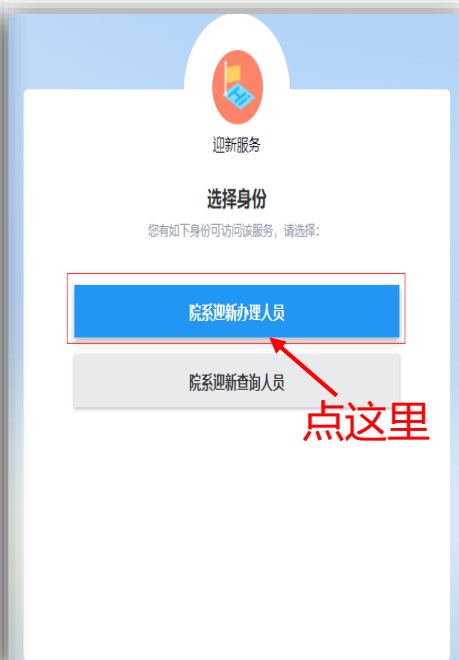 Hi
迎新服务
选择身份
您有如下身份可访问该服务，请选择：
院系迎新办理人员
院系迎新查询人员
点这里